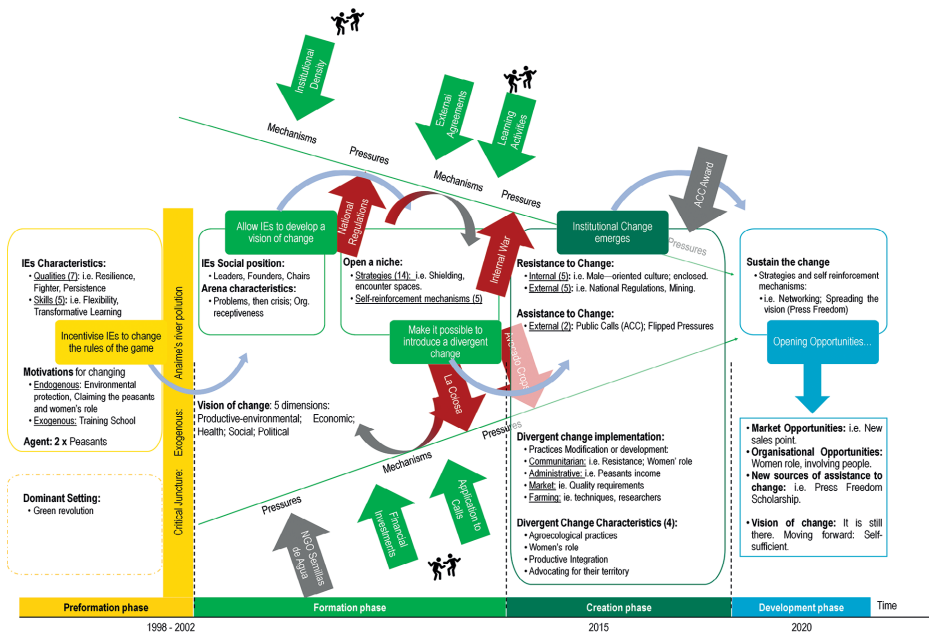 Institutional
Density
External
Agreements
Learning
Activities
ACC Award
Mechanisms
Pressures
Mechanisms
Pressures
Pressures
National
Regulations
Internal War
Allow IEs to develop a
vision of change
Institutional Change
emerges
IEs Characteristics:
• Qualities (7): i.e. Resilience,
Fighter, Persistence
• Skills (5): i.e. Flexibility,
Transformative Learning
Incentivise IEs to change
the rules of the game
Motivations for changing
• Endogenous: Environmental
protection, Claiming the peasants
and women's role
• Exogenous: Training School
Agent: 2 x Peasants
Dominant Setting:
• Green revolution
Critical Juncture: Exogenous: Anaime's river pollution
IEs Social position:
• Leaders, Founders, Chairs
Arena characteristics:
• Problems, then crisis; Org.
receptiveness
Open a niche:
• Strategies (14): i.e. Shielding,
encounter spaces.
• Self-reinforcement mechanisms (5)
Make it possible to
introduce a divergent
change
La Colosa
Avocado Crops
Vision of change: 5 dimensions:
Productive-environmental; Economic;
Health; Social; Political
Pressures
Mechanisms
Pressures
NGO Semillas
de Agua
Financial
Investments
Application to
Calls
Resistance to Change:
• Internal (5): i.e. Male—oriented culture; enclosed.
• External (5): i.e. National Regulations, Mining.
Assistance to Change:
• External (2): Public Calls (ACC); Flipped Pressures
Divergent change implementation:
• Practices Modification or development:
• Communitarian: i.e. Resistance; Women' role
• Administrative: i.e. Peasants income
• Market: i.e. Quality requirements
• Farming: ie. techniques, researchers
Divergent Change Characteristics (4):
• Agroecological practices
• Women's role
• Productive Integration
• Advocating for their territory
Sustain the change
• Strategies and self reinforcement
mechanisms:
• i.e. Networking; Spreading the
vision (Press Freedom)
Opening Opportunities...
• Market Opportunities: i.e. New
sales point.
• Organisational Opportunities:
Women role, involving people.
• New sources of assistance to
change: i.e. Press Freedom
Scholarship.
• Vision of change: It is still
there. Moving forward: Self-
sufficient.
Preformation phase
Formation phase
Creation phase
Development phase
Time
1998 - 2002
2015
2020